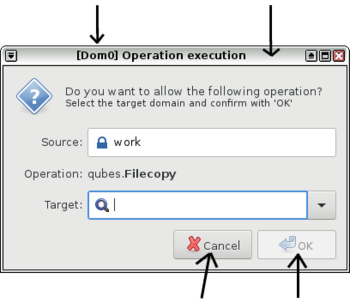 [Dom0] Operation execution
Do you want to allow the following operation?
Select the target domain and confirm with 'OK'
Source: work
Operation: qubes.Filecopy
Target:
Cancel OK